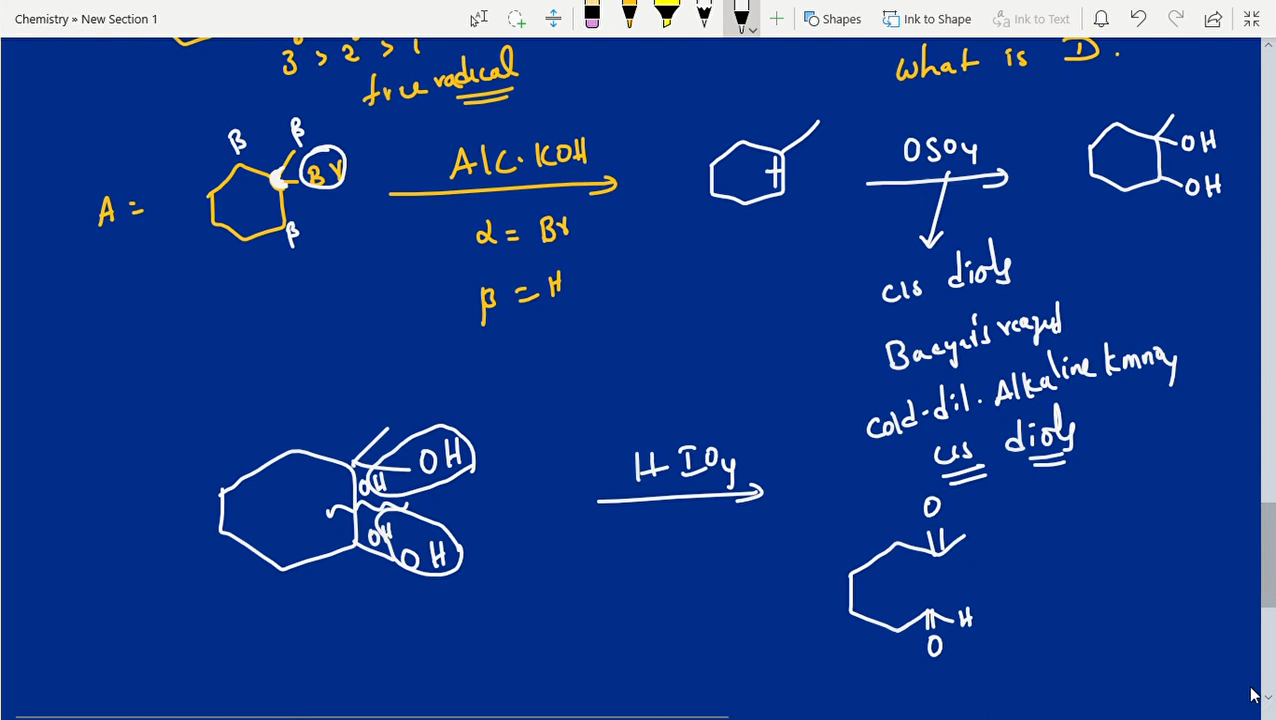 Chemistry » New Section 1
Shapes
Ink to Shape
Ink to Text
3° > 2° > 1
free radical
what is D.
β
β
Br
β
A =
Alc. KOH
α = Br
β = H
OSO4
OH
OH
cis diols
Baeyer's reagent
cold. dil. Alkaline kmno4
cis diols
OH
OH
OH
OH
H IO4
O
H
O